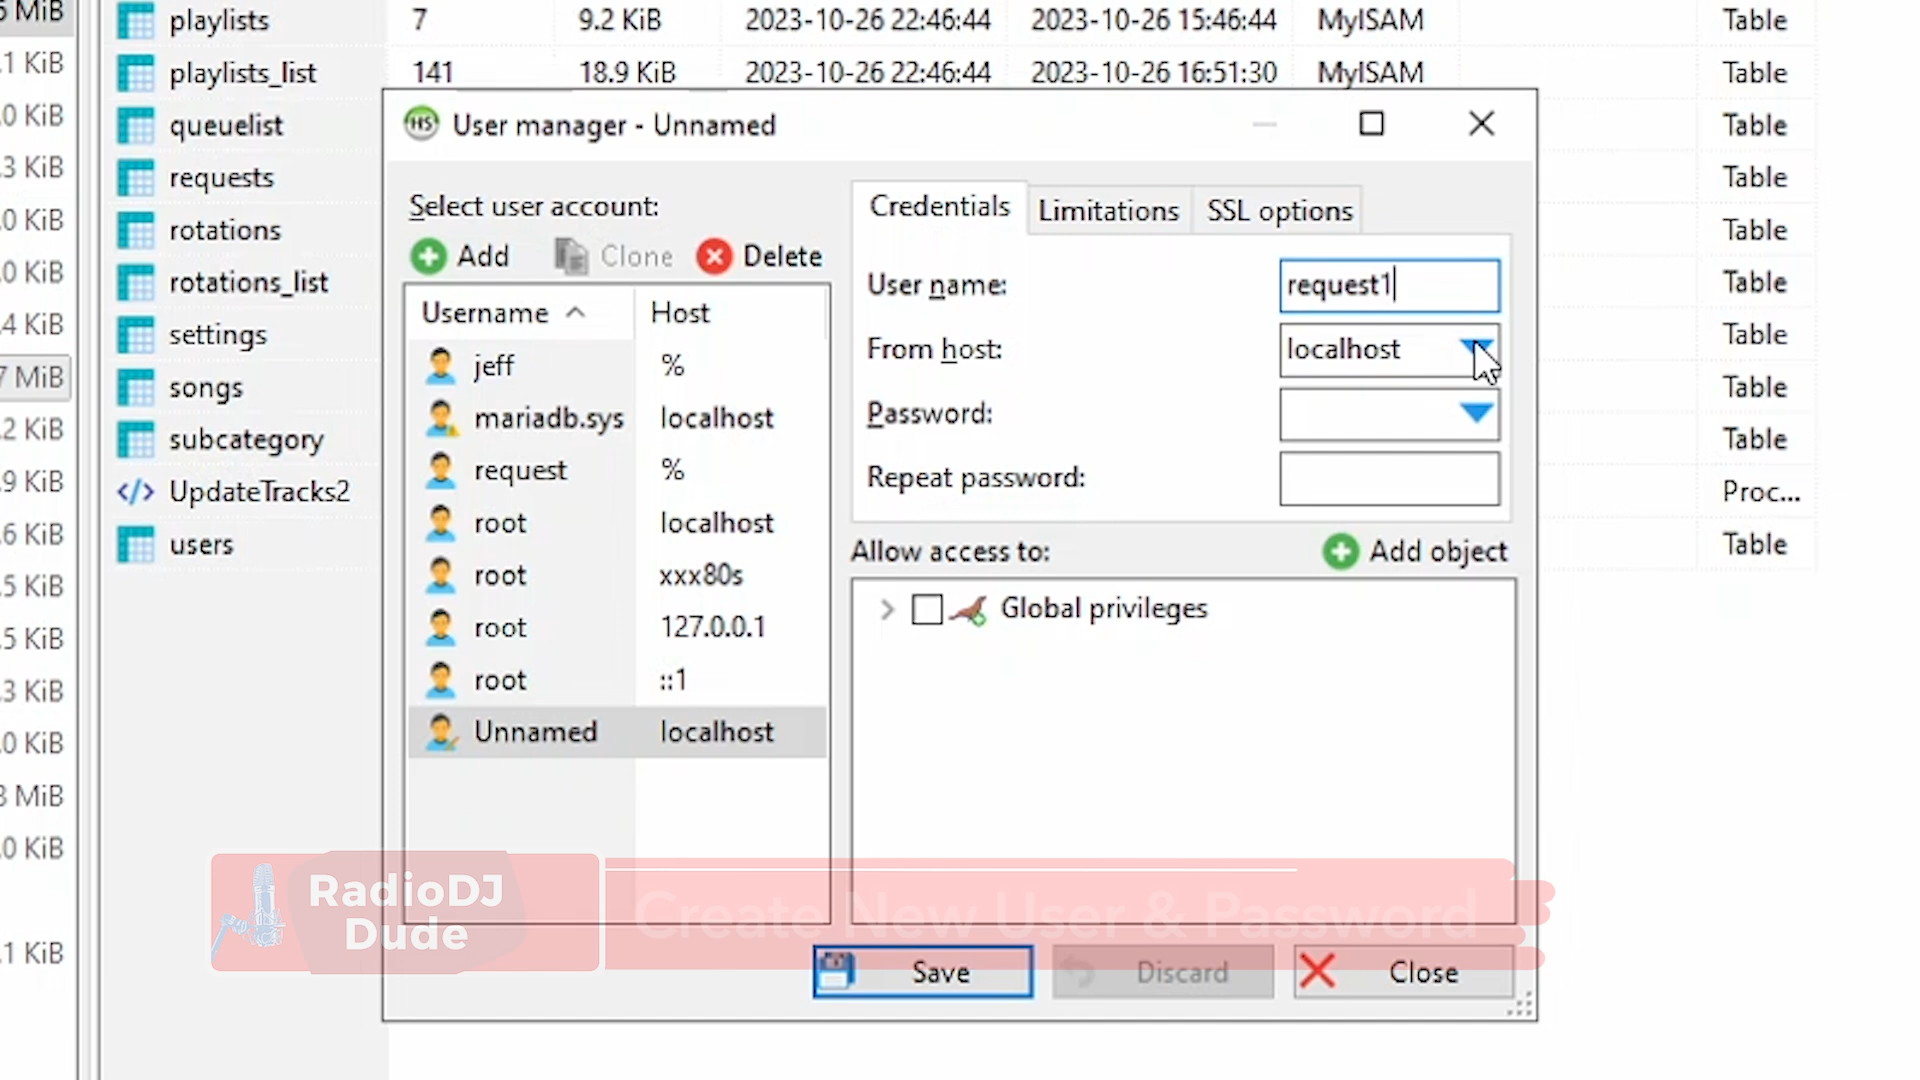 5 MiB
playlists 7 9.2 KiB 2023-10-26 22:46:44 2023-10-26 15:46:44 MyISAM Table
.1 KiB playlists_list 141 18.9 KiB 2023-10-26 22:46:44 2023-10-26 16:51:30 MyISAM Table
.0 KiB queuelist Table
.3 KiB requests Table
.0 KiB rotations Table
.0 KiB rotations_list Table
.4 KiB settings Table
7 MiB songs Table
.2 KiB subcategory Table
.9 KiB UpdateTracks2 Proc...
.6 KiB users Table
.5 KiB
.5 KiB
.3 KiB
.0 KiB
3 MiB
.0 KiB
.1 KiB
HS User manager - Unnamed
Select user account:
Add Clone Delete
Username Host
jeff %
mariadb.sys localhost
request %
root localhost
root xxx80s
root 127.0.0.1
root ::1
Unnamed localhost
Credentials Limitations SSL options
User name: request1
From host: localhost
Password:
Repeat password:
Allow access to: Add object
Global privileges
RadioDJ
Dude
Create New User & Password
Save Discard Close